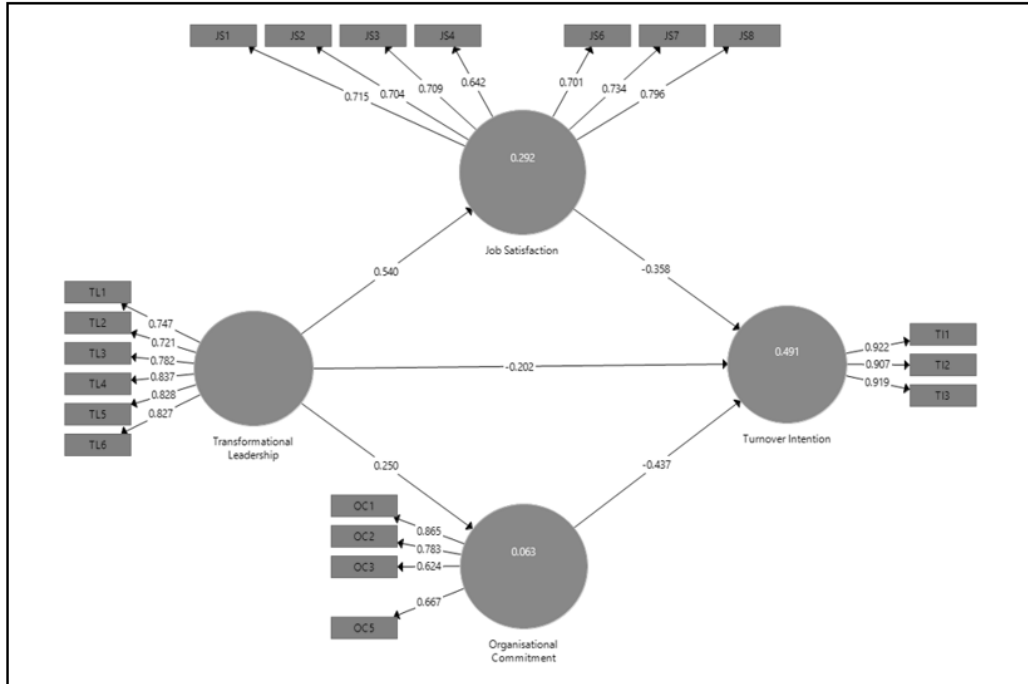 JS1 JS2 JS3 JS4 JS6 JS7 JS8
0.715 0.704 0.709 0.642 0.701 0.734 0.796
0.292
Job Satisfaction
0.540
-0.358
TL1
TL2
TL3
TL4
TL5
TL6
0.747
0.721
0.782
0.837
0.828
0.827
Transformational
Leadership
-0.202
0.491
Turnover Intention
0.922
0.907
0.919
TI1
TI2
TI3
0.250
-0.437
OC1
OC2
OC3
OC5
0.865
0.783
0.624
0.667
0.063
Organisational
Commitment